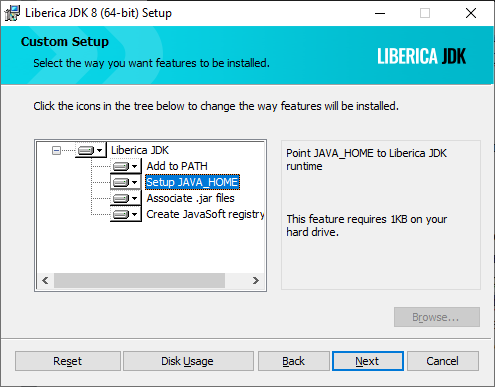 Liberica JDK 8 (64-bit) Setup
Custom Setup
Select the way you want features to be installed.
LIBERICA JDK
Click the icons in the tree below to change the way features will be installed.
Liberica JDK
Add to PATH
Setup JAVA_HOME
Associate .jar files
Create JavaSoft registry
Point JAVA_HOME to Liberica JDK
runtime
This feature requires 1KB on your
hard drive.
Browse...
Reset
Disk Usage
Back
Next
Cancel